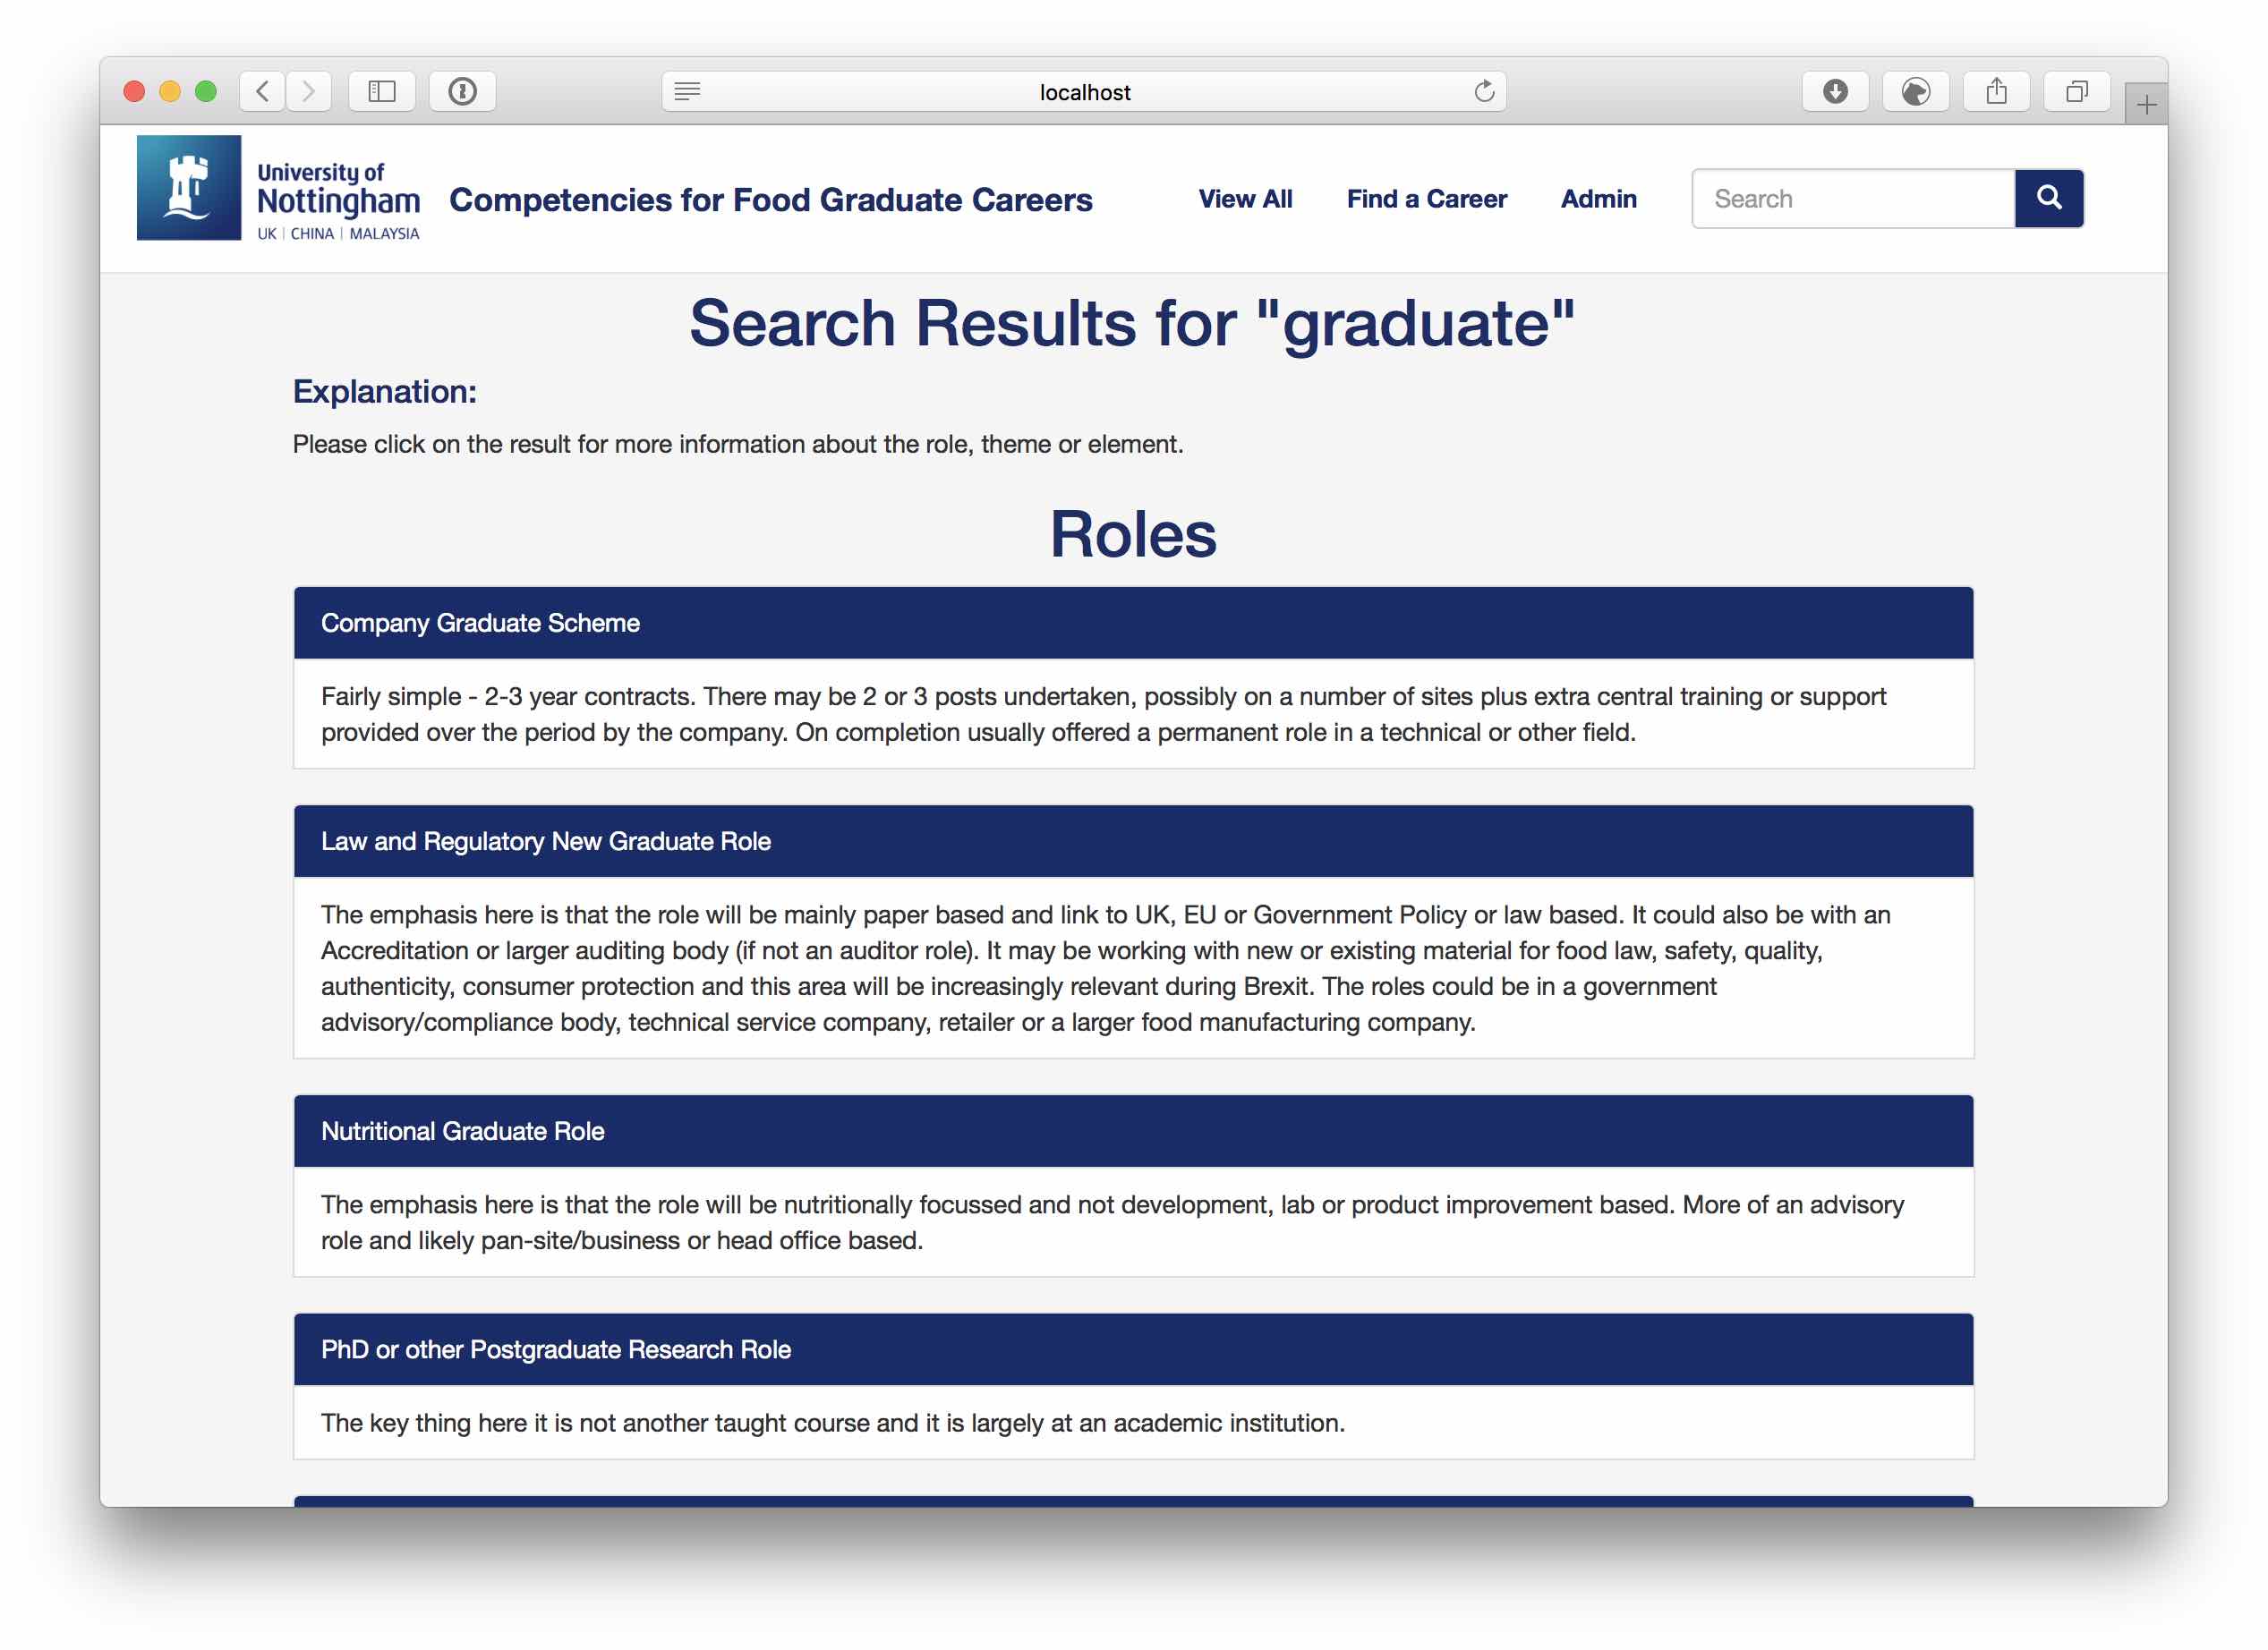 localhost
University of
Nottingham
UK | CHINA | MALAYSIA
Competencies for Food Graduate Careers
View All
Find a Career
Admin
Search
Search Results for "graduate"
Explanation:
Please click on the result for more information about the role, theme or element.
Roles
Company Graduate Scheme
Fairly simple - 2-3 year contracts. There may be 2 or 3 posts undertaken, possibly on a number of sites plus extra central training or support
provided over the period by the company. On completion usually offered a permanent role in a technical or other field.
Law and Regulatory New Graduate Role
The emphasis here is that the role will be mainly paper based and link to UK, EU or Government Policy or law based. It could also be with an
Accreditation or larger auditing body (if not an auditor role). It may be working with new or existing material for food law, safety, quality,
authenticity, consumer protection and this area will be increasingly relevant during Brexit. The roles could be in a government
advisory/compliance body, technical service company, retailer or a larger food manufacturing company.
Nutritional Graduate Role
The emphasis here is that the role will be nutritionally focussed and not development, lab or product improvement based. More of an advisory
role and likely pan-site/business or head office based.
PhD or other Postgraduate Research Role
The key thing here it is not another taught course and it is largely at an academic institution.